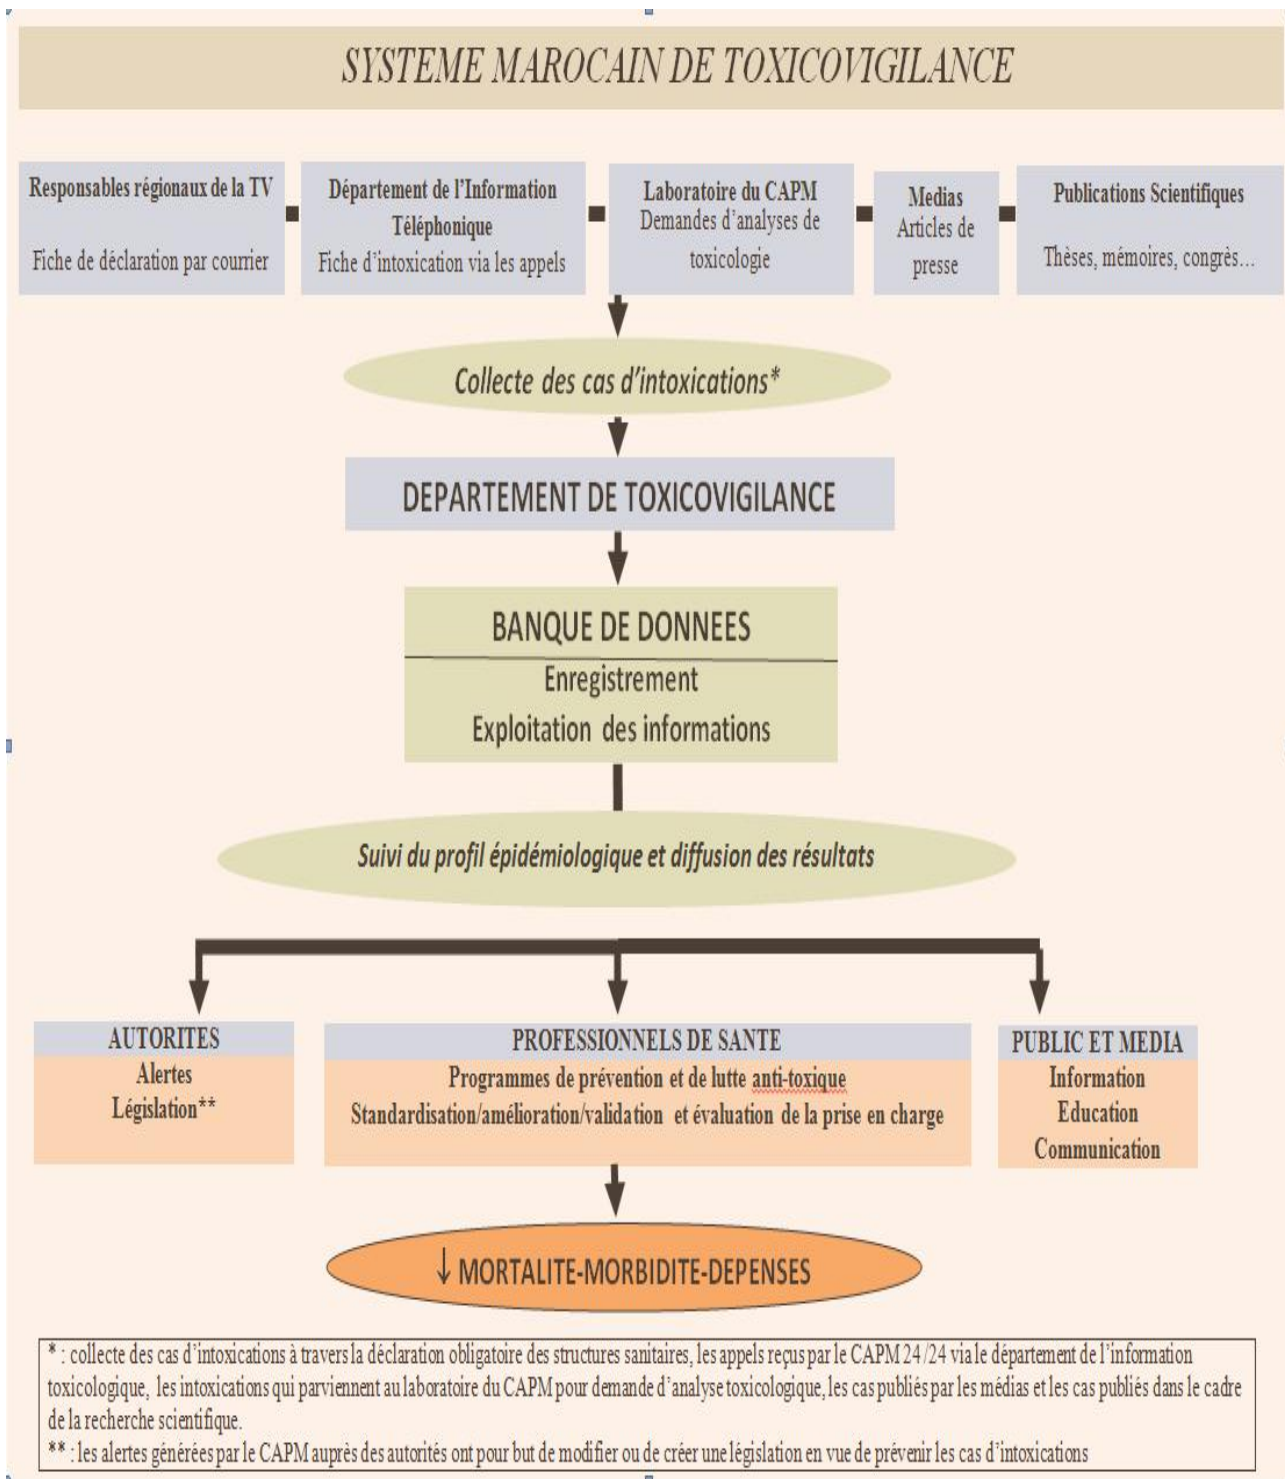 SYSTEME MAROCAIN DE TOXICOVIGILANCE
Responsables régionaux de la TV
Fiche de déclaration par courrier
Département de l’Information
Téléphonique
Fiche d’intoxication via les appels
Laboratoire du CAPM
Demandes d’analyses de
toxicologie
Medias
Articles de
presse
Publications Scientifiques
Thèses, mémoires, congrès…
Collecte des cas d’intoxications*
DEPARTEMENT DE TOXICOVIGILANCE
BANQUE DE DONNEES
Enregistrement
Exploitation des informations
Suivi du profil épidémiologique et diffusion des résultats
AUTORITES
Alertes
Législation**
PROFESSIONNELS DE SANTE
Programmes de prévention et de lutte anti-toxique
Standardisation/amélioration/validation et évaluation de la prise en charge
PUBLIC ET MEDIA
Information
Education
Communication
↓ MORTALITE-MORBIDITE-DEPENSES
* : collecte des cas d’intoxications à travers la déclaration obligatoire des structures sanitaires, les appels reçus par le CAPM 24 /24 via le département de l’information
toxicologique, les intoxications qui parviennent au laboratoire du CAPM pour demande d’analyse toxicologique, les cas publiés par les médias et les cas publiés dans le cadre
de la recherche scientifique.
** : les alertes générées par le CAPM auprès des autorités ont pour but de modifier ou de créer une législation en vue de prévenir les cas d’intoxications